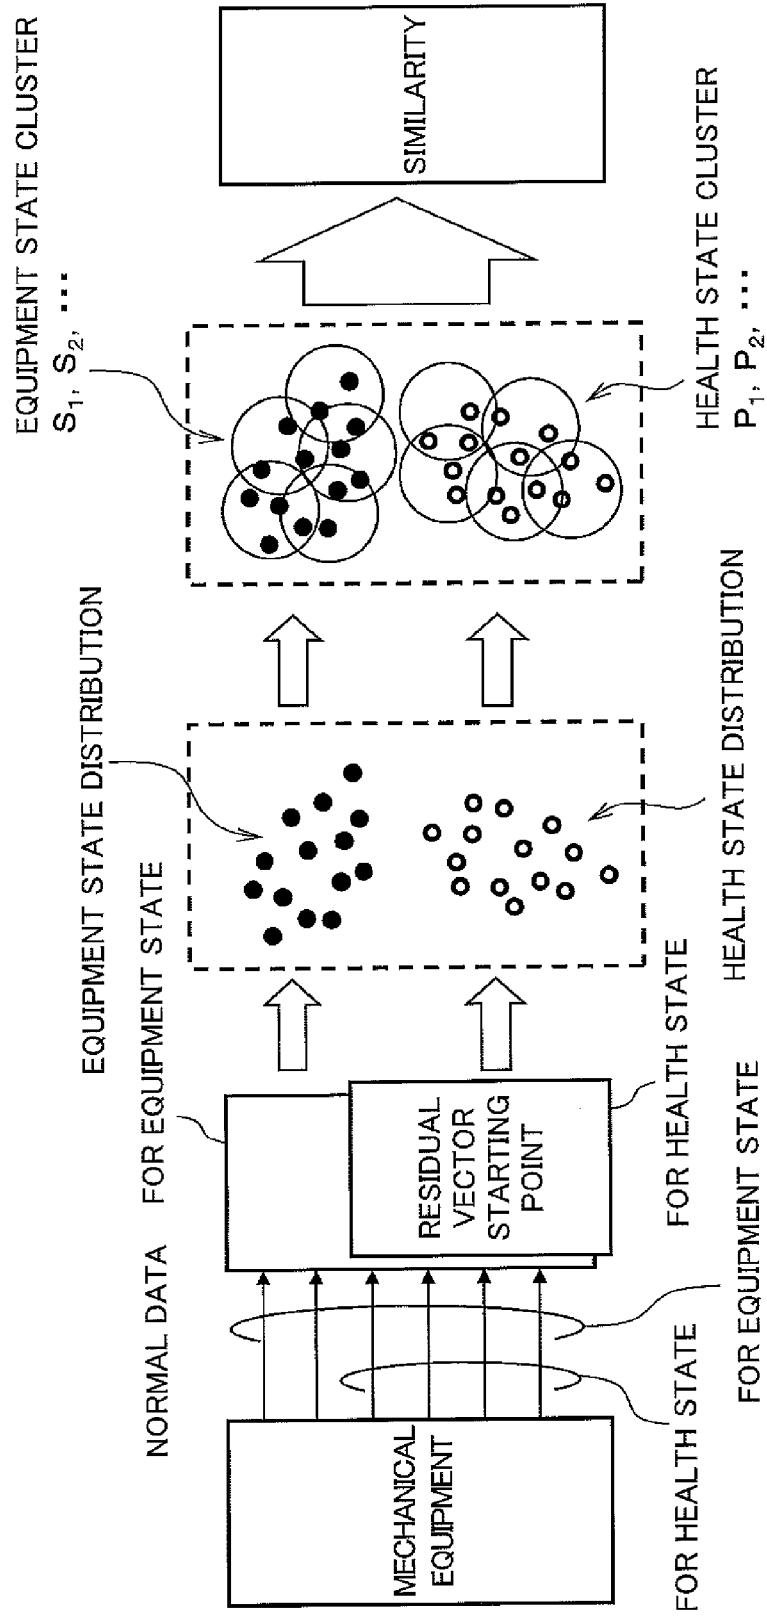 NORMAL DATA
FOR EQUIPMENT STATE
EQUIPMENT STATE DISTRIBUTION
EQUIPMENT STATE CLUSTER
S1, S2, ...
MECHANICAL
EQUIPMENT
RESIDUAL
VECTOR
STARTING
POINT
SIMILARITY
FOR HEALTH STATE
FOR EQUIPMENT STATE
FOR HEALTH STATE
HEALTH STATE DISTRIBUTION
HEALTH STATE CLUSTER
P1, P2, ...